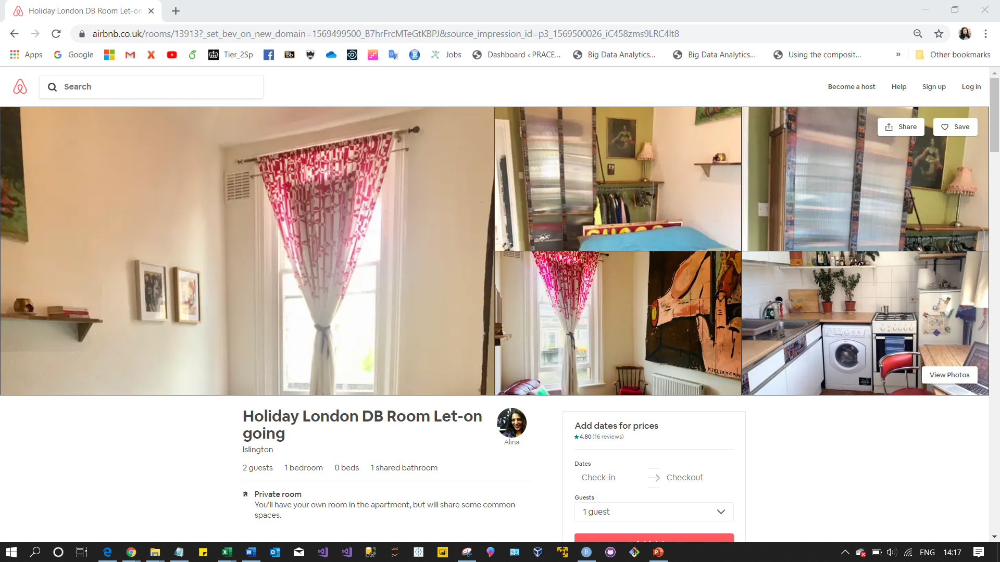 Holiday London DB Room Let-on
airbnb.co.uk/rooms/13913?_set_bev_on_new_domain=1569499500_B7hrFrcMTeGtKBPJ&source_impression_id=p3_1569500026_iC458zms9LRC4lt8
Apps Google Tier_2Sp Bb Jobs Dashboard ‹ PRACE... Big Data Analytics... Big Data Analytics... Using the composit... » Other bookmarks
Search Become a host Help Sign up Log in
Share Save
KEELERTORN
View Photos
Holiday London DB Room Let-on
going
Alina
Islington
2 guests 1 bedroom 0 beds 1 shared bathroom
Private room
You'll have your own room in the apartment, but will share some common
spaces.
Add dates for prices
4.80 (16 reviews)
Dates
Check-in Checkout
Guests
1 guest
ENG 14:17